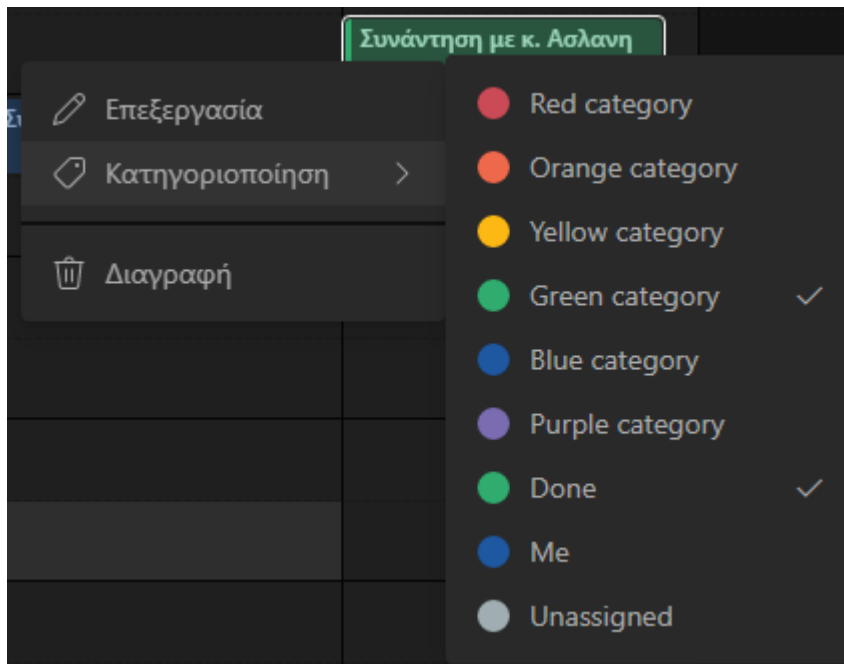 Συνάντηση με κ. Ασλανη
Επεξεργασία
Κατηγοριοποίηση
Διαγραφή
Red category
Orange category
Yellow category
Green category
Blue category
Purple category
Done
Me
Unassigned